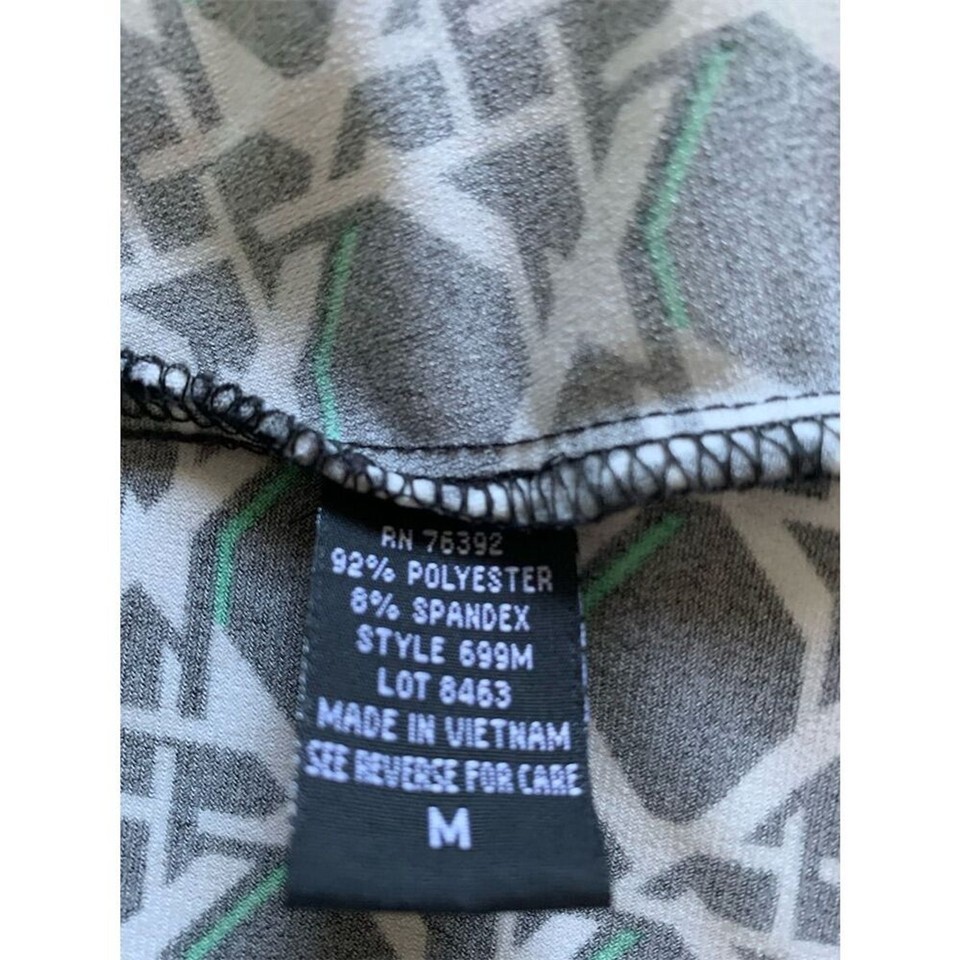 RN 76392
92% POLYESTER
8% SPANDEX
STYLE 699M
LOT 8463
MADE IN VIETNAM
SEE REVERSE FOR CARE
M